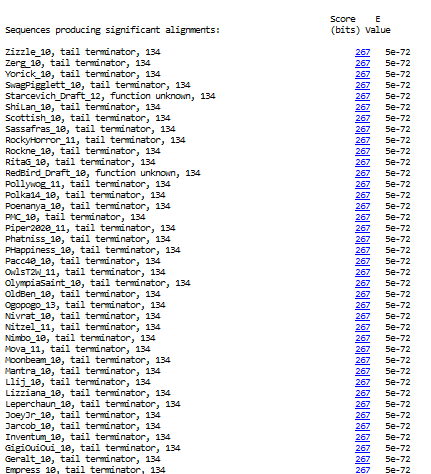 Score E
Sequences producing significant alignments: (bits) Value
Zizzle_10, tail terminator, 134 267 5e-72
Zerg_10, tail terminator, 134 267 5e-72
Yorick_10, tail terminator, 134 267 5e-72
SwagPigglett_10, tail terminator, 134 267 5e-72
Starcevich_Draft_12, function unknown, 134 267 5e-72
ShiLan_10, tail terminator, 134 267 5e-72
Scottish_10, tail terminator, 134 267 5e-72
Sassafras_10, tail terminator, 134 267 5e-72
RockyHorror_11, tail terminator, 134 267 5e-72
Rockne_10, tail terminator, 134 267 5e-72
RitaG_10, tail terminator, 134 267 5e-72
RedBird_Draft_10, function unknown, 134 267 5e-72
Pollywog_11, tail terminator, 134 267 5e-72
Polka14_10, tail terminator, 134 267 5e-72
Poenanya_10, tail terminator, 134 267 5e-72
PMC_10, tail terminator, 134 267 5e-72
Piper2020_11, tail terminator, 134 267 5e-72
Phatniss_10, tail terminator, 134 267 5e-72
PHappiness_10, tail terminator, 134 267 5e-72
Pacc40_10, tail terminator, 134 267 5e-72
OwlsT2W_11, tail terminator, 134 267 5e-72
OlympiaSaint_10, tail terminator, 134 267 5e-72
OldBen_10, tail terminator, 134 267 5e-72
Ogopogo_13, tail terminator, 134 267 5e-72
Nivrat_10, tail terminator, 134 267 5e-72
Nitzel_11, tail terminator, 134 267 5e-72
Nimbo_10, tail terminator, 134 267 5e-72
Mova_11, tail terminator, 134 267 5e-72
Moonbeam_10, tail terminator, 134 267 5e-72
Mantra_10, tail terminator, 134 267 5e-72
Llij_10, tail terminator, 134 267 5e-72
Lizziana_10, tail terminator, 134 267 5e-72
Leperchaun_10, tail terminator, 134 267 5e-72
JoeyJr_10, tail terminator, 134 267 5e-72
Jarcob_10, tail terminator, 134 267 5e-72
Inventum_10, tail terminator, 134 267 5e-72
GigiOuiOui_10, tail terminator, 134 267 5e-72
Geralt_10, tail terminator, 134 267 5e-72
Empress_10, tail terminator, 134 267 5e-72